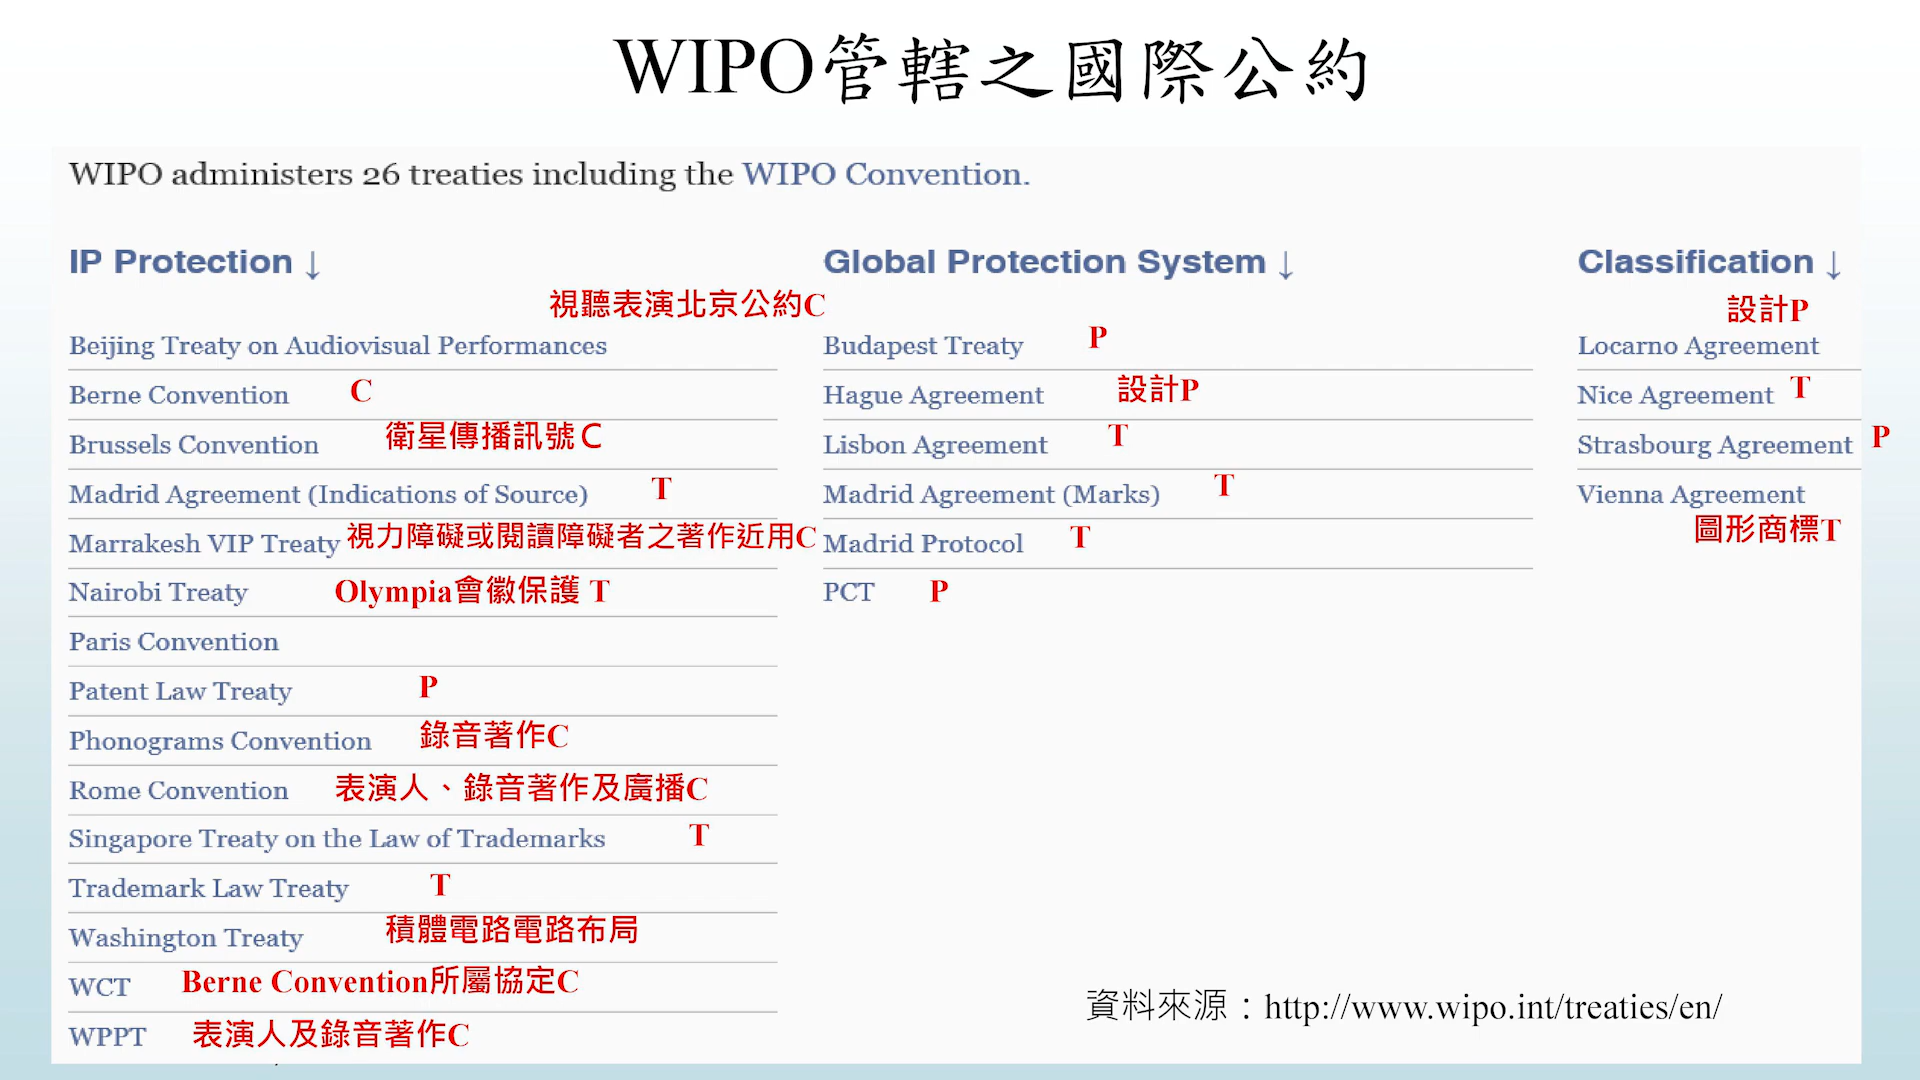 WIPO管轄之國際公約
WIPO administers 26 treaties including the WIPO Convention.
IP Protection ↓
視聽表演北京公約C
Beijing Treaty on Audiovisual Performances
Berne Convention C
Brussels Convention 衛星傳播訊號C
Madrid Agreement (Indications of Source) T
Marrakesh VIP Treaty 視力障礙或閱讀障礙者之著作近用C
Nairobi Treaty Olympia會徽保護 T
Paris Convention
Patent Law Treaty P
Phonograms Convention 錄音著作C
Rome Convention 表演人、錄音著作及廣播C
Singapore Treaty on the Law of Trademarks T
Trademark Law Treaty T
Washington Treaty 積體電路電路布局
WCT Berne Convention所屬協定C
WPPT 表演人及錄音著作C
Global Protection System ↓
Budapest Treaty P
Hague Agreement 設計P
Lisbon Agreement T
Madrid Agreement (Marks) T
Madrid Protocol T
PCT P
Classification ↓
設計P
Locarno Agreement
Nice Agreement T
Strasbourg Agreement P
Vienna Agreement
圖形商標T
資料來源：http://www.wipo.int/treaties/en/